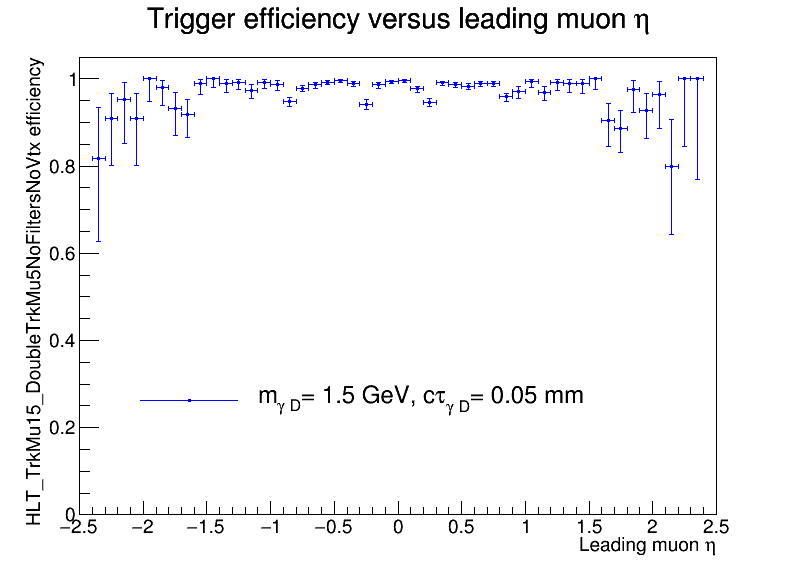 Trigger efficiency versus leading muon η
HLT_TrkMu15_DoubleTrkMu5NoFiltersNoVtx efficiency
1
0.8
0.6
0.4
0.2
0
m_γ D= 1.5 GeV, cτ_γ D= 0.05 mm
−2.5 −2 −1.5 −1 −0.5 0 0.5 1 1.5 2 2.5
Leading muon η